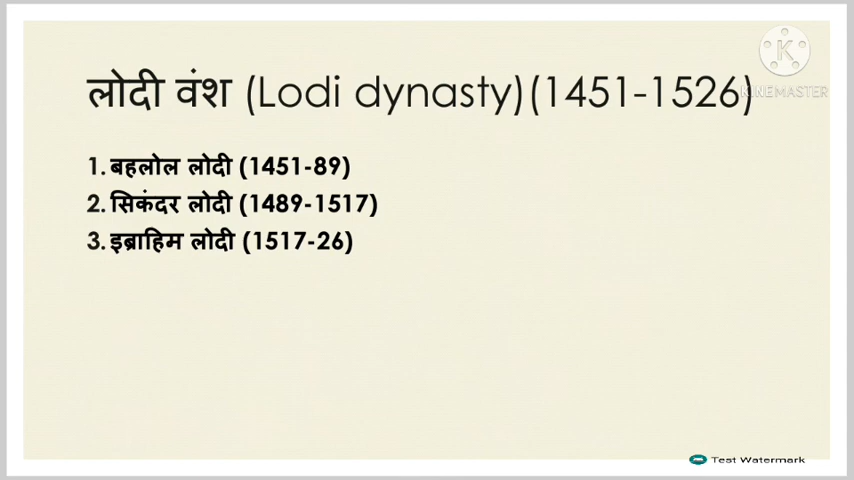 लोदी वंश (Lodi dynasty)(1451-1526)
K
KINEMASTER
1. बहलोल लोदी (1451-89)
2. सिकंदर लोदी (1489-1517)
3. इब्राहिम लोदी (1517-26)
Test Watermark